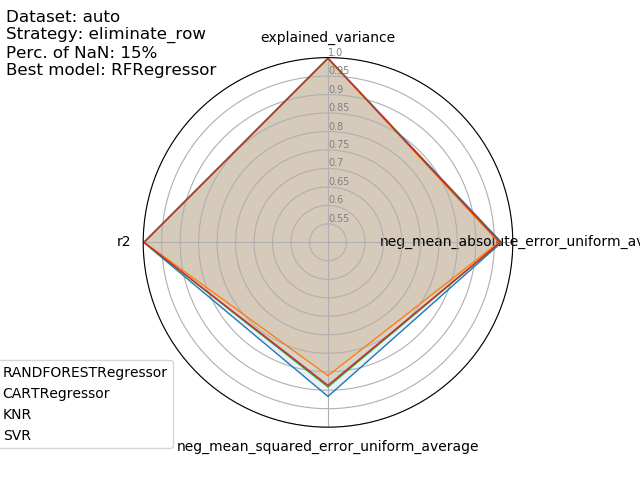 Dataset: auto
Strategy: eliminate_row
Perc. of NaN: 15%
Best model: RFRegressor
explained_variance
1.0
0.95
0.9
0.85
0.8
0.75
0.7
0.65
0.6
0.55
r2
neg_mean_absolute_error_uniform_av
RANDFORESTRegressor
CARTRegressor
KNR
SVR
neg_mean_squared_error_uniform_average